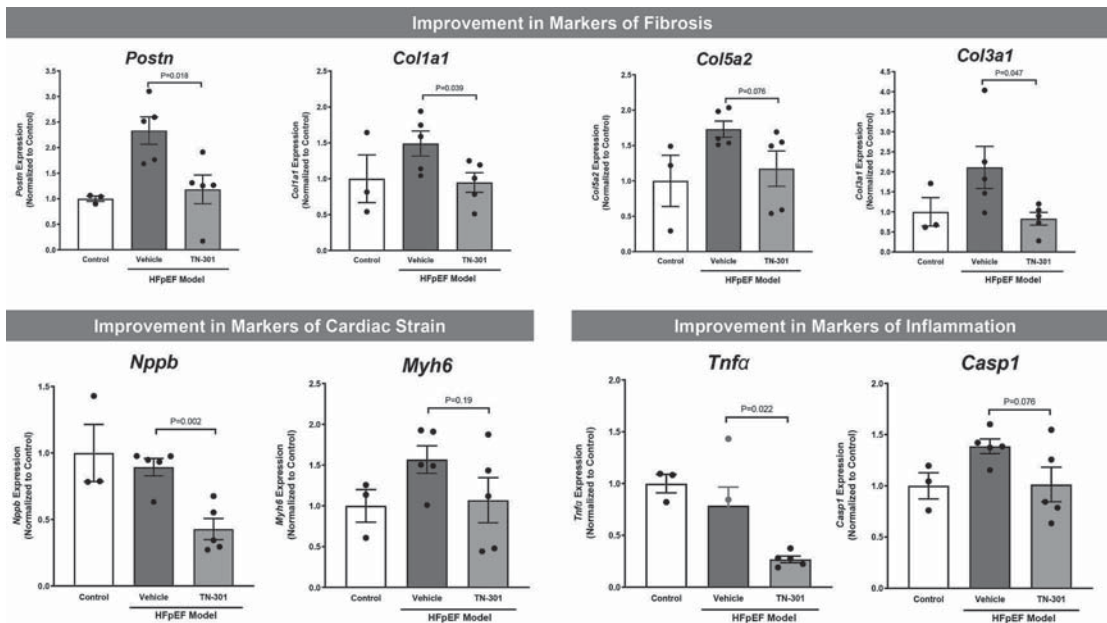 Improvement in Markers of Fibrosis
Postn
Postn Expression
(Normalized to Control)
3.5
3.0
2.5
2.0
1.5
1.0
0.5
0.0
P=0.018
Control
Vehicle
TN-301
HFpEF Model
Col1a1
Col1a1 Expression
(Normalized to Control)
2.5
2.0
1.5
1.0
0.5
0.0
P=0.039
Control
Vehicle
TN-301
HFpEF Model
Col5a2
Col5a2 Expression
(Normalized to Control)
2.5
2.0
1.5
1.0
0.5
0.0
P=0.076
Control
Vehicle
TN-301
HFpEF Model
Col3a1
Col3a1 Expression
(Normalized to Control)
5.0
4.5
4.0
3.5
3.0
2.5
2.0
1.5
1.0
0.5
0.0
P=0.047
Control
Vehicle
TN-301
HFpEF Model
Improvement in Markers of Cardiac Strain
Nppb
Nppb Expression
(Normalized to Control)
1.5
1.0
0.5
0.0
P=0.002
Control
Vehicle
TN-301
HFpEF Model
Myh6
Myh6 Expression
(Normalized to Control)
2.5
2.0
1.5
1.0
0.5
0.0
P=0.19
Control
Vehicle
TN-301
HFpEF Model
Improvement in Markers of Inflammation
Tnfα
Tnfα Expression
(Normalized to Control)
2.0
1.5
1.0
0.5
0.0
P=0.022
Control
Vehicle
TN-301
HFpEF Model
Casp1
Casp1 Expression
(Normalized to Control)
2.0
1.5
1.0
0.5
0.0
P=0.076
Control
Vehicle
TN-301
HFpEF Model